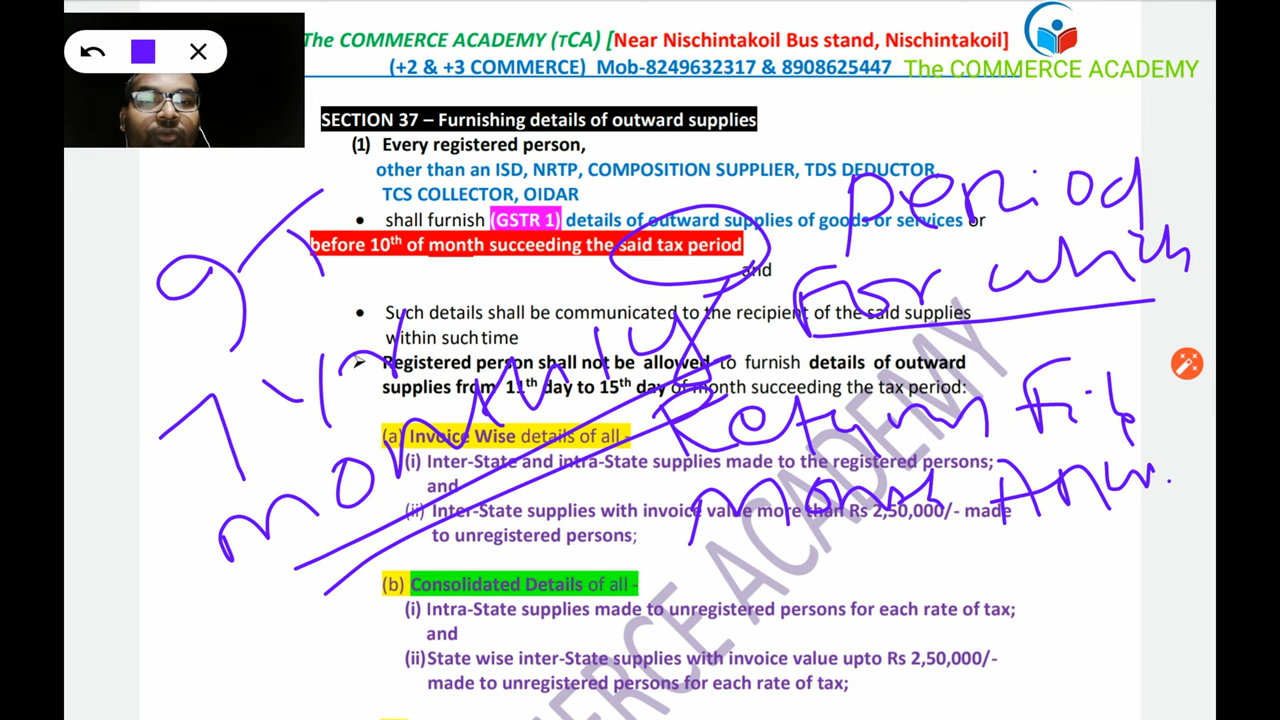 The COMMERCE ACADEMY (TCA) [Near Nischintakoil Bus stand, Nischintakoil]
(+2 & +3 COMMERCE) Mob-8249632317 & 8908625447
The COMMERCE ACADEMY
SECTION 37 – Furnishing details of outward supplies
(1) Every registered person,
other than an ISD, NRTP, COMPOSITION SUPPLIER, TDS DEDUCTOR,
TCS COLLECTOR, OIDAR
• shall furnish (GSTR 1) details of outward supplies of goods or services or
before 10th of month succeeding the said tax period
and
• Such details shall be communicated to the recipient of the said supplies
within such time
➢ Registered person shall not be allowed to furnish details of outward
supplies from 11th day to 15th day of month succeeding the tax period:
(a) Invoice Wise details of all -
(i) Inter-State and intra-State supplies made to the registered persons;
and
(ii) Inter-State supplies with invoice value more than Rs 2,50,000/- made
to unregistered persons;
(b) Consolidated Details of all -
(i) Intra-State supplies made to unregistered persons for each rate of tax;
and
(ii) State wise inter-State supplies with invoice value upto Rs 2,50,000/-
made to unregistered persons for each rate of tax;
period
For which
Return File
monthly
COMMERCE ACADEMY